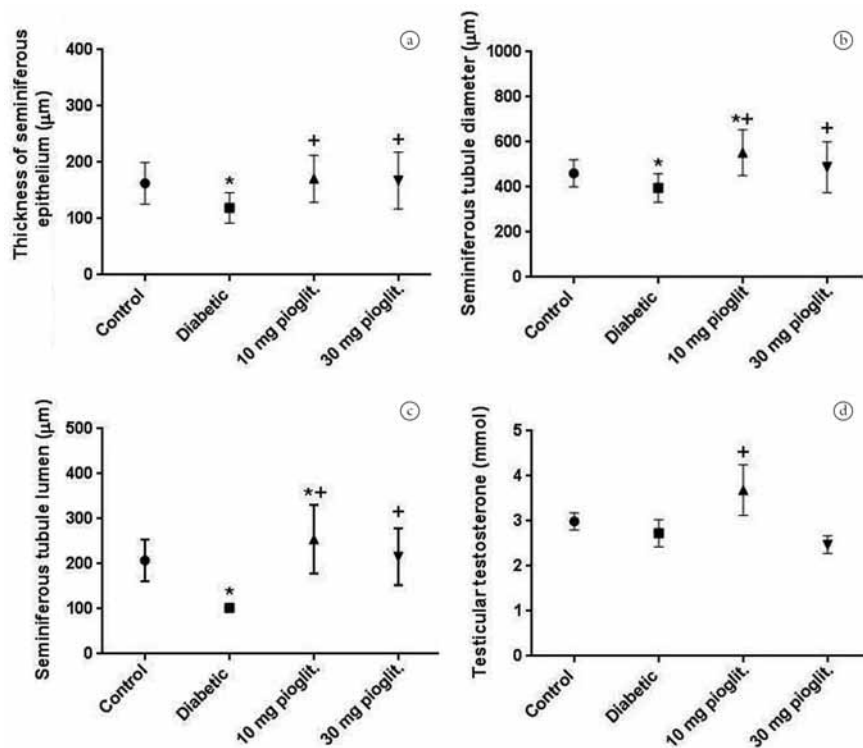 a
Thickness of seminiferous
epithelium (μm)
400
300
200
100
0
*
+
+
Control
Diabetic
10 mg pioglit.
30 mg pioglit.
b
Seminiferous tubule diameter (μm)
1000
800
600
400
200
0
*
*+
+
Control
Diabetic
10 mg pioglit.
30 mg pioglit.
c
Seminiferous tubule lumen (μm)
500
400
300
200
100
0
*
*+
+
Control
Diabetic
10 mg pioglit.
30 mg pioglit.
d
Testicular testosterone (mmol)
5
4
3
2
1
0
+
Control
Diabetic
10 mg pioglit.
30 mg pioglit.